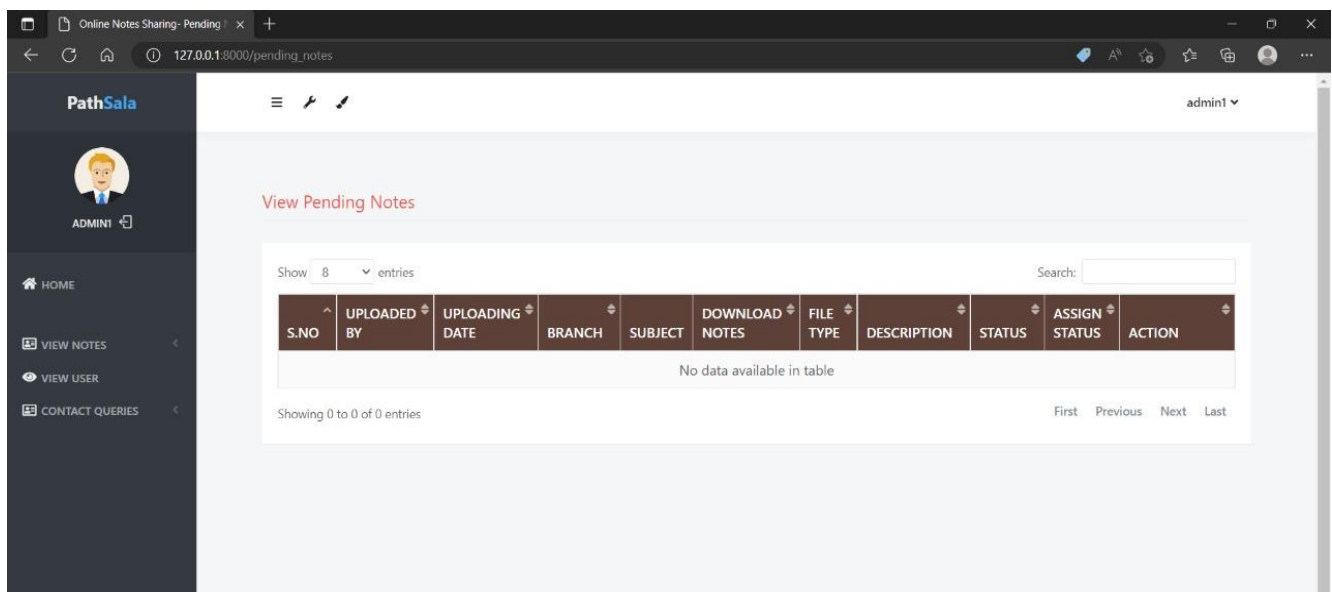 Online Notes Sharing- Pending
127.0.0.1:8000/pending_notes
PathSala
admin1
ADMIN1
HOME
VIEW NOTES
VIEW USER
CONTACT QUERIES
View Pending Notes
Show 8 entries
Search:
S.NO UPLOADED BY UPLOADING DATE BRANCH SUBJECT DOWNLOAD NOTES FILE TYPE DESCRIPTION STATUS ASSIGN STATUS ACTION
No data available in table
Showing 0 to 0 of 0 entries
First Previous Next Last